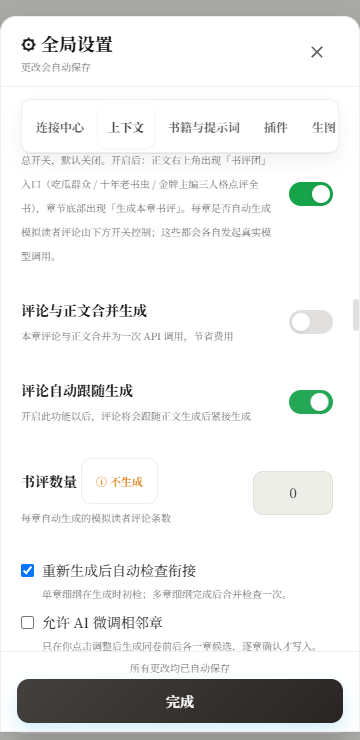 全局设置
更改会自动保存
连接中心 上下文 书籍与提示词 插件 生图
总开关，默认关闭。开启后：正文右上角出现「书评团」
入口（吃瓜群众 / 十年老书虫 / 金牌主编三人格点评全
书），章节底部出现「生成本章书评」。每章是否自动生成
模拟读者评论由下方开关控制；这些都会各自发起真实模
型调用。
评论与正文合并生成
本章评论与正文合并为一次 API 调用，节省费用
评论自动跟随生成
开启此功能以后，评论将会跟随正文生成后紧接生成
书评数量 ⓘ 不生成
0
每章自动生成的模拟读者评论条数
重新生成后自动检查衔接
单章细纲在生成时初检；多章细纲完成后合并检查一次。
允许 AI 微调相邻章
只在你点击调整后生成同卷前后各一章候选，逐章确认才写入。
所有更改均已自动保存
完成